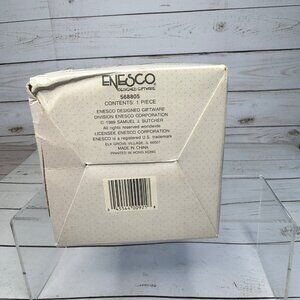 ENESCO
DESIGNED GIFTWARE
568805
CONTENTS: 1 PIECE
ENESCO DESIGNED GIFTWARE
DIVISION ENESCO CORPORATION
© 1989 SAMUEL J. BUTCHER
All rights reserved worldwide
LICENSEE ENESCO CORPORATION
ENESCO is a registered U.S. trademark
ELK GROVE VILLAGE, IL 60007
MADE IN CHINA
PRINTED IN HONG KONG